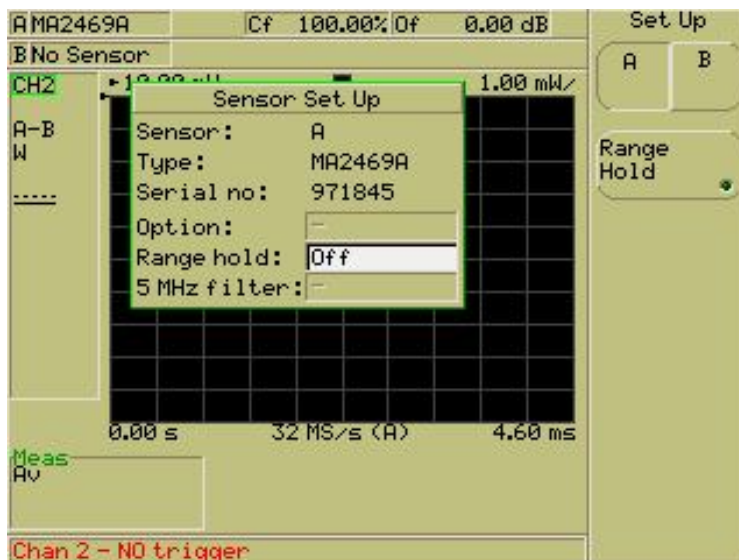 A MA2469A Cf 100.00% Of 0.00 dB
B No Sensor
CH2
A-B
W
-----
1.00 mW/
Sensor Set Up
Sensor: A
Type: MA2469A
Serial no: 971845
Option: –
Range hold: Off
5 MHz filter: –
0.00 s 32 MS/s (A) 4.60 ms
Meas
Av
Chan 2 – NO trigger
Set Up
A B
Range
Hold